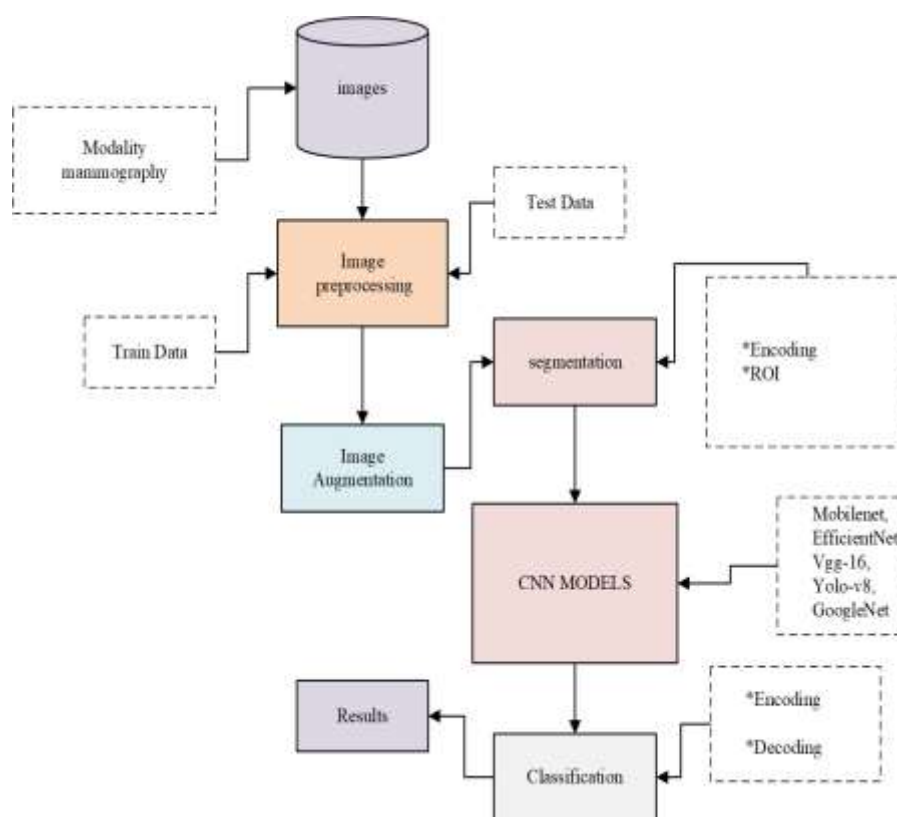 images
Modality
mammography
Test Data
Image
preprocessing
Train Data
segmentation
*Encoding
*ROI
Image
Augmentation
Mobilenet,
EfficientNet
Vgg-16,
Yolo-v8,
GoogleNet
CNN MODELS
*Encoding
*Decoding
Results
Classification